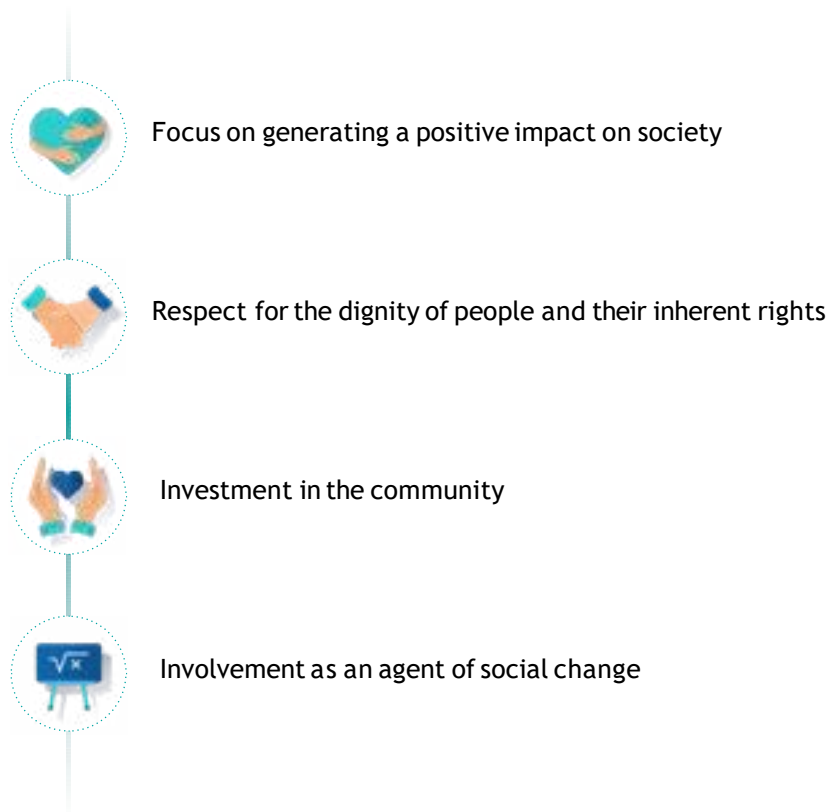 Focus on generating a positive impact on society
Respect for the dignity of people and their inherent rights
Investment in the community
√x
Involvement as an agent of social change